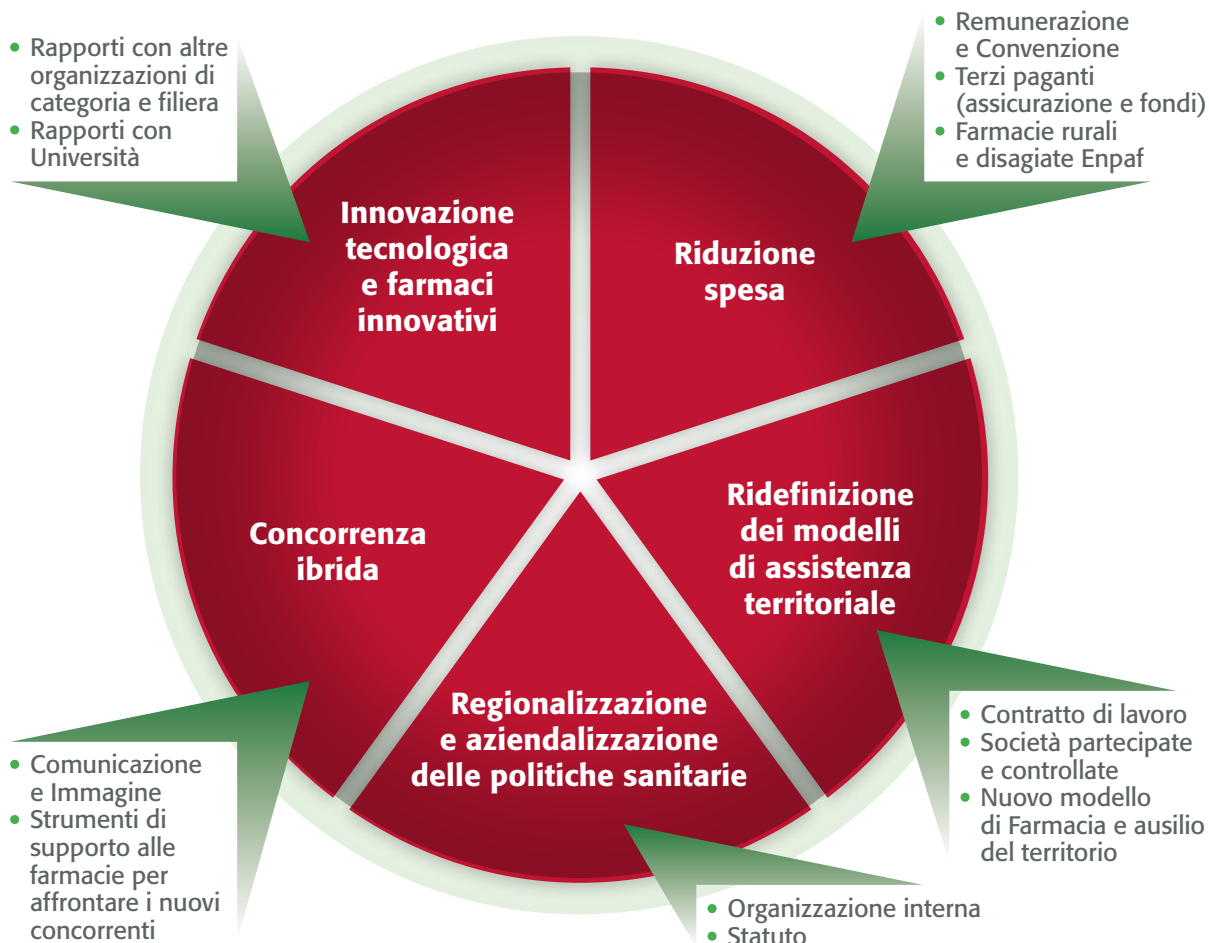 • Rapporti con altre
organizzazioni di
categoria e filiera
• Rapporti con
Università
• Remunerazione
e Convenzione
• Terzi paganti
(assicurazione e fondi)
• Farmacie rurali
e disagiate Enpaf
Innovazione
tecnologica
e farmaci
innovativi
Riduzione
spesa
Concorrenza
ibrida
Ridefinizione
dei modelli
di assistenza
territoriale
Regionalizzazione
e aziendalizzazione
delle politiche sanitarie
• Comunicazione
e Immagine
• Strumenti di
supporto alle
farmacie per
affrontare i nuovi
concorrenti
• Contratto di lavoro
• Società partecipate
e controllate
• Nuovo modello
di Farmacia e ausilio
del territorio
• Organizzazione interna
• Statuto